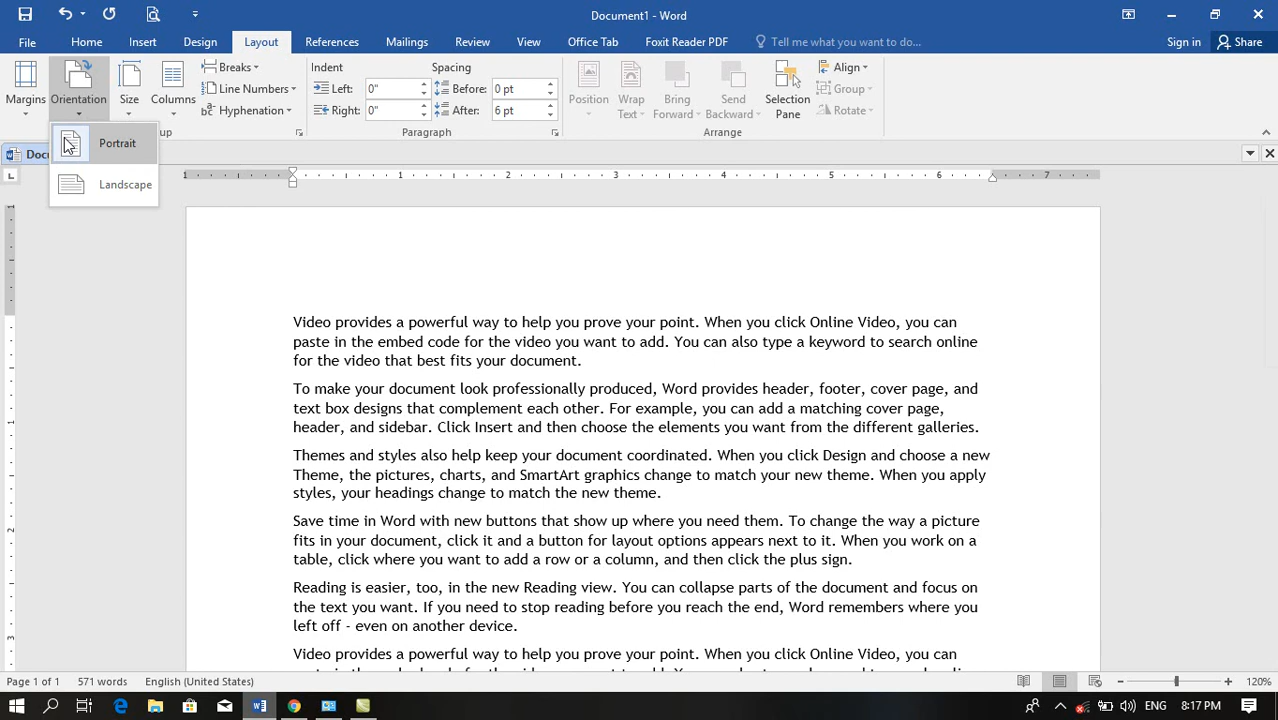 Document1 - Word
File Home Insert Design Layout References Mailings Review View Office Tab Foxit Reader PDF Tell me what you want to do... Sign in Share
Margins
Orientation
Size
Columns
Breaks
Line Numbers
Hyphenation
Indent
Left: 0"
Right: 0"
Spacing
Before: 0 pt
After: 6 pt
Paragraph
Position
Wrap
Text
Bring
Forward
Send
Backward
Selection
Pane
Align
Group
Rotate
Arrange
up
Portrait
Landscape
Docu
1 1 2 3 4 5 6 7
1
1
2
3
Video provides a powerful way to help you prove your point. When you click Online Video, you can
paste in the embed code for the video you want to add. You can also type a keyword to search online
for the video that best fits your document.
To make your document look professionally produced, Word provides header, footer, cover page, and
text box designs that complement each other. For example, you can add a matching cover page,
header, and sidebar. Click Insert and then choose the elements you want from the different galleries.
Themes and styles also help keep your document coordinated. When you click Design and choose a new
Theme, the pictures, charts, and SmartArt graphics change to match your new theme. When you apply
styles, your headings change to match the new theme.
Save time in Word with new buttons that show up where you need them. To change the way a picture
fits in your document, click it and a button for layout options appears next to it. When you work on a
table, click where you want to add a row or a column, and then click the plus sign.
Reading is easier, too, in the new Reading view. You can collapse parts of the document and focus on
the text you want. If you need to stop reading before you reach the end, Word remembers where you
left off - even on another device.
Video provides a powerful way to help you prove your point. When you click Online Video, you can
Page 1 of 1 571 words English (United States) 120%
ENG 8:17 PM